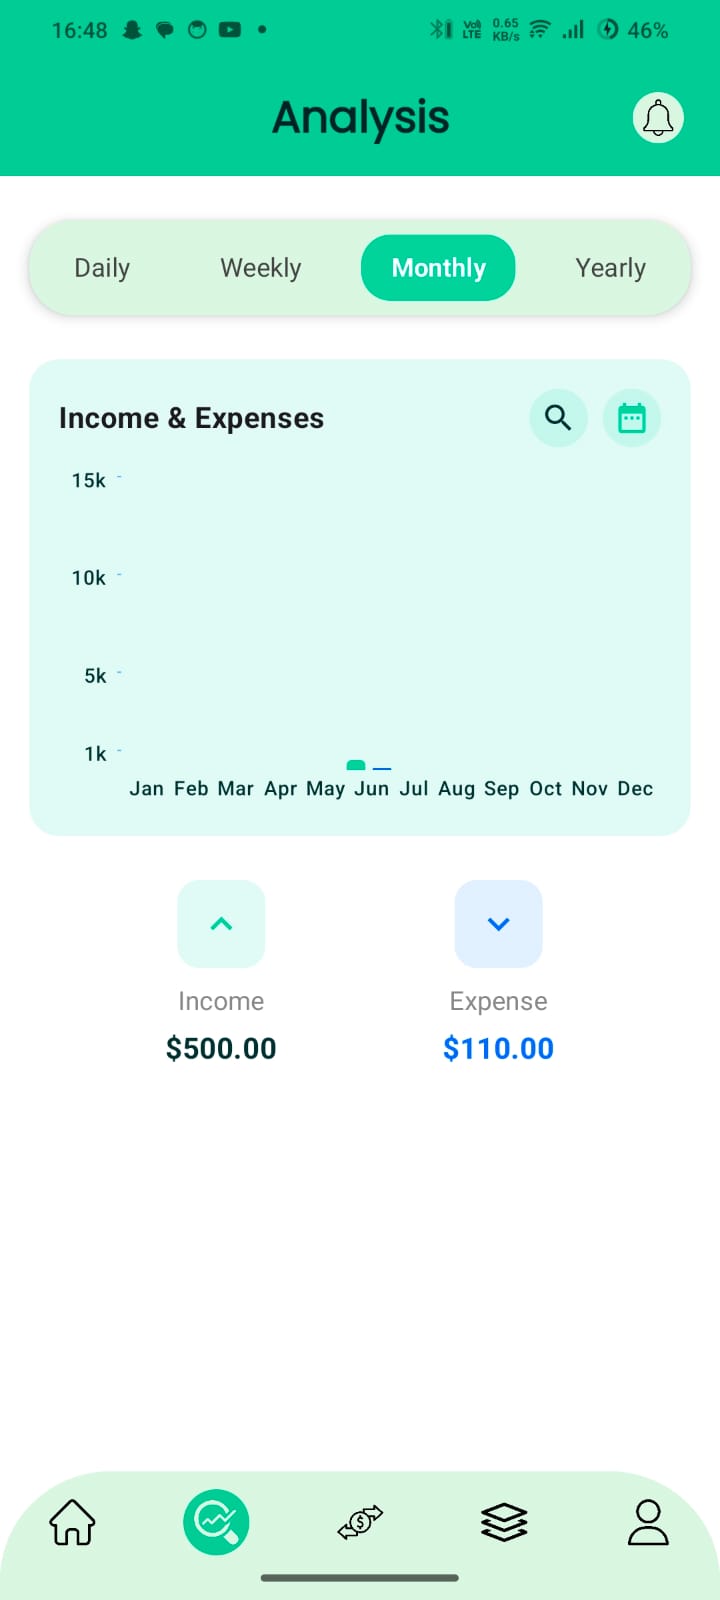 16:48 Vo) LTE 0.65 KB/s 46%
Analysis
Daily Weekly Monthly Yearly
Income & Expenses
15k
10k
5k
1k
Jan Feb Mar Apr May Jun Jul Aug Sep Oct Nov Dec
Income Expense
$500.00 $110.00